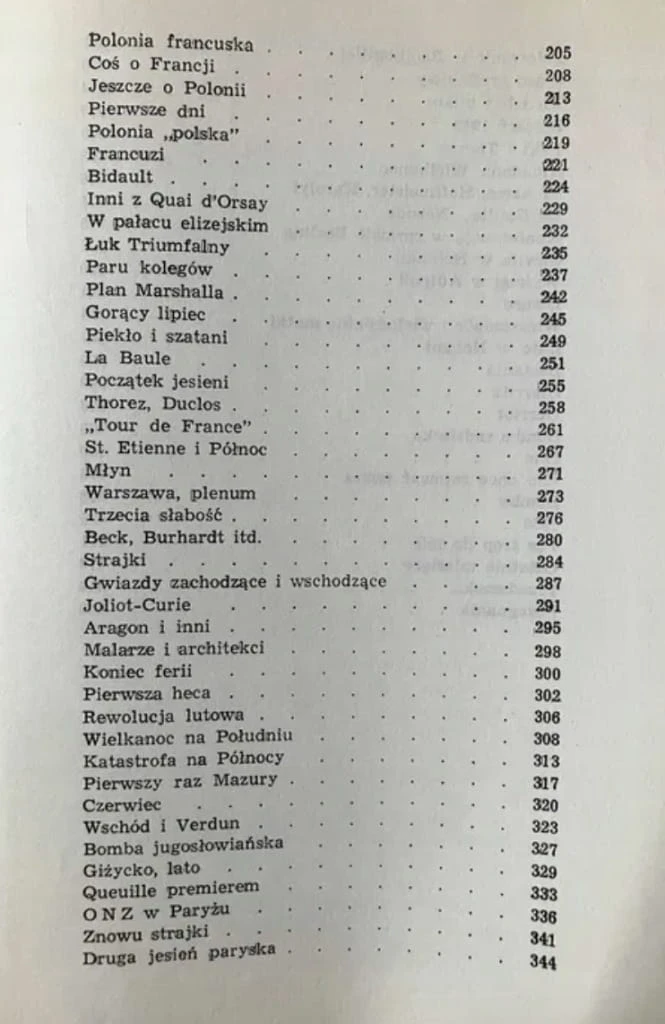 Polonia francuska . . . . . . . . . 205
Coś o Francji . . . . . . . . . 208
Jeszcze o Polonii . . . . . . . . . 213
Pierwsze dni . . . . . . . . . 216
Polonia „polska” . . . . . . . . . 219
Francuzi . . . . . . . . . 221
Bidault . . . . . . . . . 224
Inni z Quai d'Orsay . . . . . . . . . 229
W pałacu elizejskim . . . . . . . . . 232
Łuk Triumfalny . . . . . . . . . 235
Paru kolegów . . . . . . . . . 237
Plan Marshalla . . . . . . . . . 242
Gorący lipiec . . . . . . . . . 245
Piekło i szatani . . . . . . . . . 249
La Baule . . . . . . . . . 251
Początek jesieni . . . . . . . . . 255
Thorez, Duclos . . . . . . . . . 258
„Tour de France” . . . . . . . . . 261
St. Etienne i Północ . . . . . . . . . 267
Młyn . . . . . . . . . 271
Warszawa, plenum . . . . . . . . . 273
Trzecia słabość . . . . . . . . . 276
Beck, Burhardt itd. . . . . . . . . 280
Strajki . . . . . . . . . 284
Gwiazdy zachodzące i wschodzące . . . . . 287
Joliot-Curie . . . . . . . . . 291
Aragon i inni . . . . . . . . . 295
Malarze i architekci . . . . . . . . 298
Koniec ferii . . . . . . . . . 300
Pierwsza heca . . . . . . . . . 302
Rewolucja lutowa . . . . . . . . . 306
Wielkanoc na Południu . . . . . . . 308
Katastrofa na Północy . . . . . . . 313
Pierwszy raz Mazury . . . . . . . . 317
Czerwiec . . . . . . . . . 320
Wschód i Verdun . . . . . . . . . 323
Bomba jugosłowiańska . . . . . . . . 327
Giżycko, lato . . . . . . . . . 329
Queuille premierem . . . . . . . . 333
ONZ w Paryżu . . . . . . . . . 336
Znowu strajki . . . . . . . . . 341
Druga jesień paryska . . . . . . . . 344